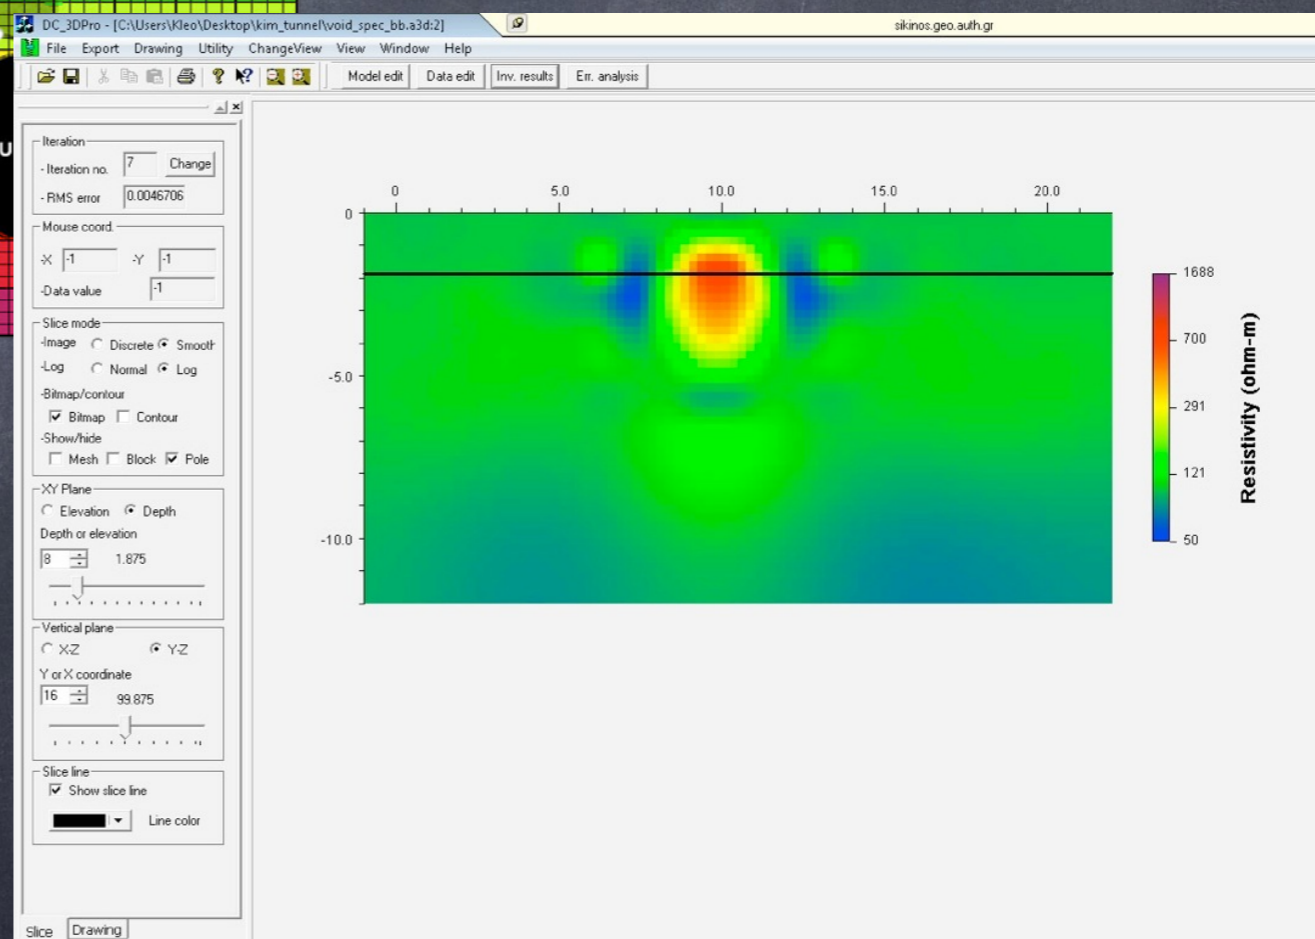 DC_3DPro - [C:\Users\Kleo\Desktop\kim_tunnel\void_spec_bb.a3d:2]
sikinos.geo.auth.gr
File Export Drawing Utility ChangeView View Window Help
Model edit Data edit Inv. results Err. analysis
U
Iteration
- Iteration no. 7 Change
- RMS error 0.0046706
Mouse coord.
-X -1 -Y -1
-Data value -1
Slice mode
-Image Discrete Smooth
-Log Normal Log
-Bitmap/contour
Bitmap Contour
-Show/hide
Mesh Block Pole
XY Plane
Elevation Depth
Depth or elevation
8 1.875
Vertical plane
X-Z Y-Z
Y or X coordinate
16 99.875
Slice line
Show slice line
Line color
Slice Drawing
0 5.0 10.0 15.0 20.0
0
-5.0
-10.0
1688
700
291
121
50
Resistivity (ohm-m)